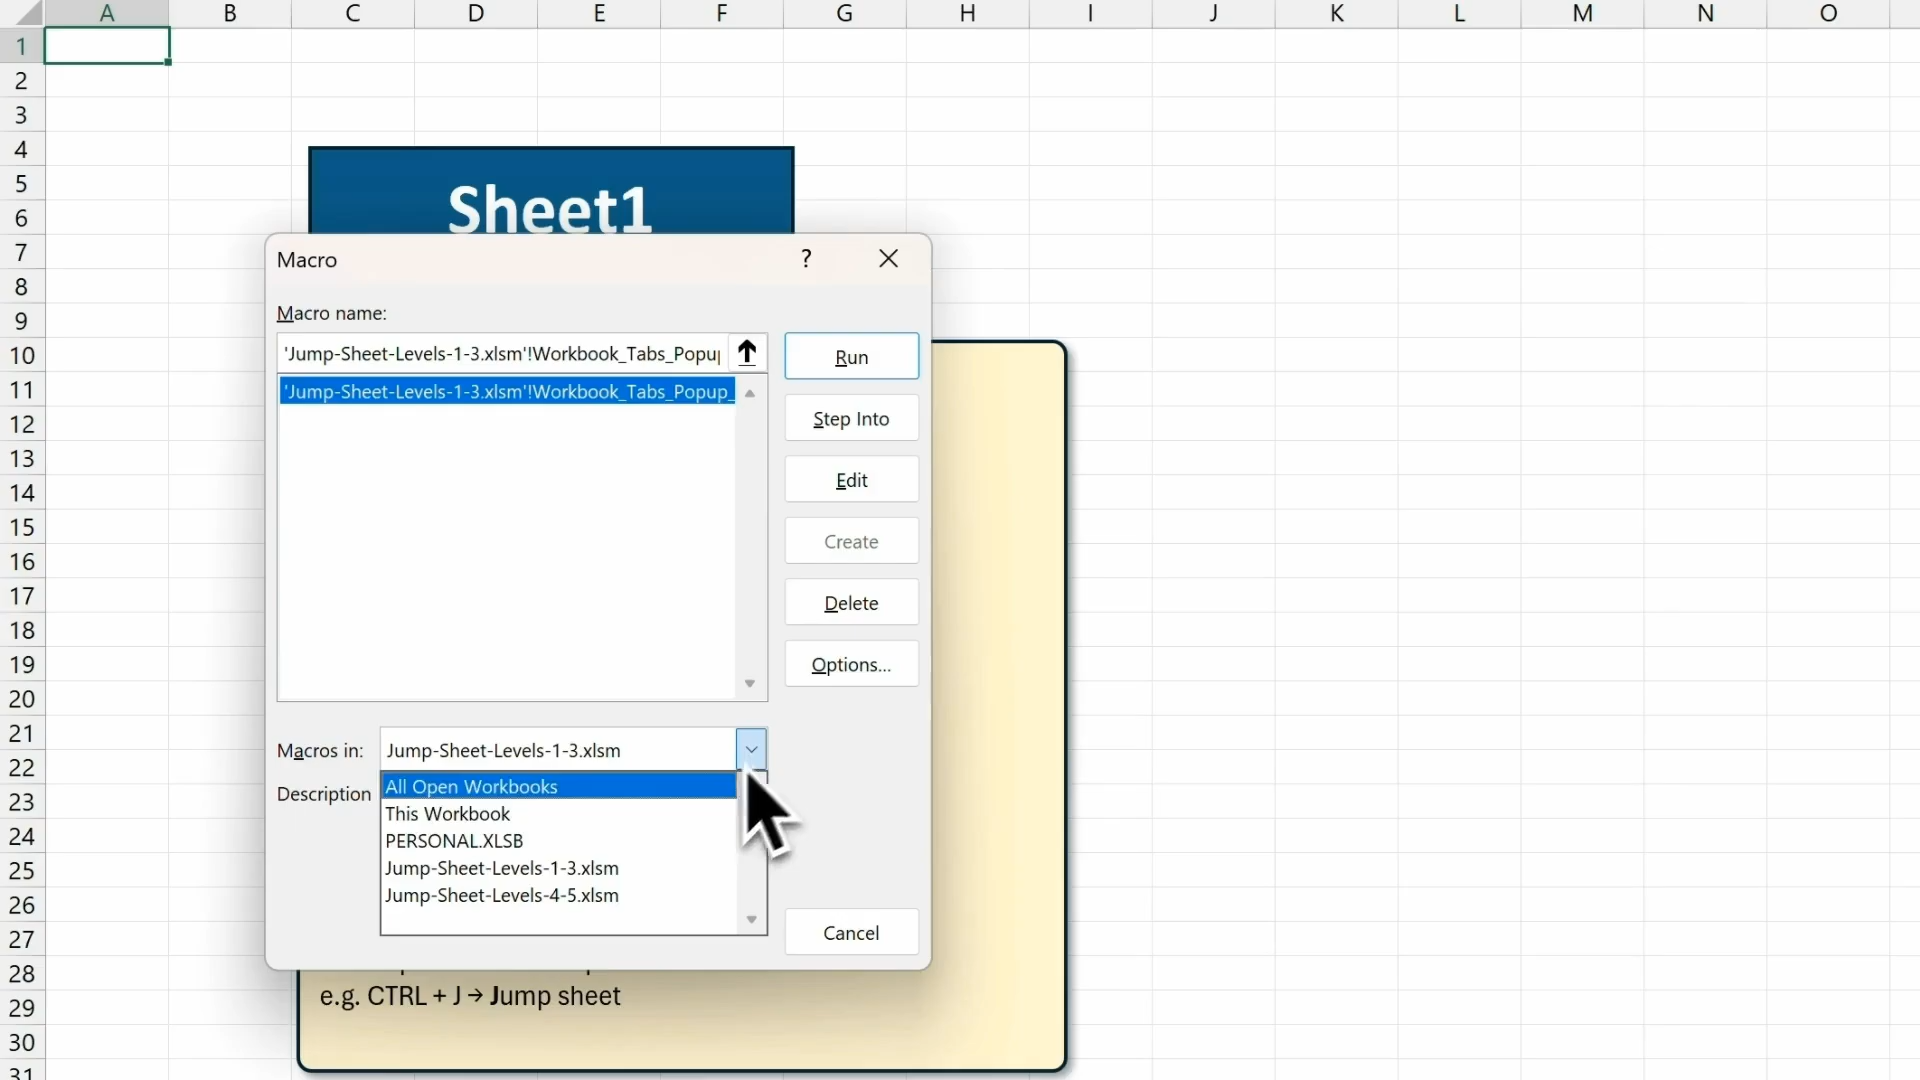 A B C D E F G H I J K L M N O
1
2
3
4
5
6
7
8
9
10
11
12
13
14
15
16
17
18
19
20
21
22
23
24
25
26
27
28
29
30
31
Sheet1
Macro ? 
Macro name:
'Jump-Sheet-Levels-1-3.xlsm'!Workbook_Tabs_Popup
'Jump-Sheet-Levels-1-3.xlsm'!Workbook_Tabs_Popup_
Run
Step Into
Edit
Create
Delete
Options...
Macros in: Jump-Sheet-Levels-1-3.xlsm
Description
All Open Workbooks
This Workbook
PERSONAL.XLSB
Jump-Sheet-Levels-1-3.xlsm
Jump-Sheet-Levels-4-5.xlsm
Cancel
e.g. CTRL + J → Jump sheet